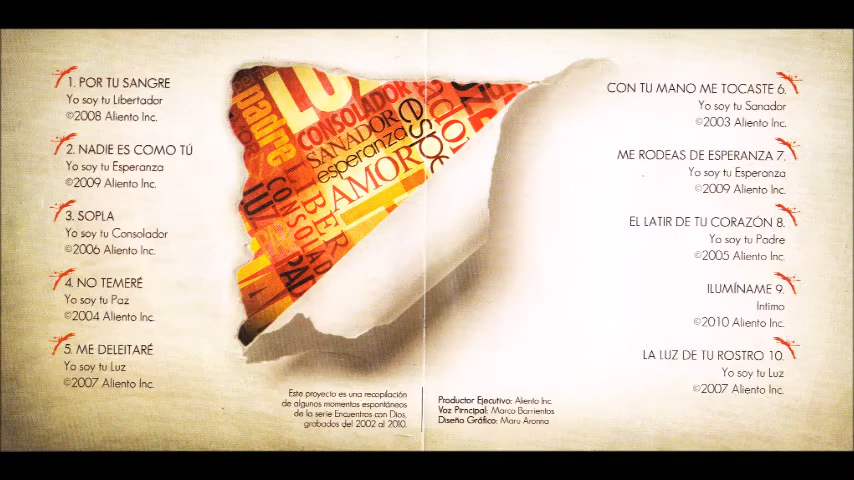 1. POR TU SANGRE
Yo soy tu Libertador
©2008 Aliento Inc.
2. NADIE ES COMO TÚ
Yo soy tu Esperanza
©2009 Aliento Inc.
3. SOPLA
Yo soy tu Consolador
©2006 Aliento Inc.
4. NO TEMERÉ
Yo soy tu Paz
©2004 Aliento Inc.
5. ME DELEITARÉ
Yo soy tu Luz
©2007 Aliento Inc.
LUZ
padre
CONSOLADOR
SANADOR
esperanza
AMOR
LIBER
CONSOLAD
LUZ
PAD
Este proyecto es una recopilación
de algunos momentos espontáneos
de la serie Encuentros con Dios,
grabados del 2002 al 2010.
Productor Ejecutivo: Aliento Inc.
Voz Pirncipal: Marco Barrientos
Diseño Gráfico: Maru Aronna
CON TU MANO ME TOCASTE 6.
Yo soy tu Sanador
©2003 Aliento Inc.
ME RODEAS DE ESPERANZA 7.
Yo soy tu Esperanza
©2009 Aliento Inc.
EL LATIR DE TU CORAZÓN 8.
Yo soy tu Padre
©2005 Aliento Inc.
ILUMÍNAME 9.
Intimo
©2010 Aliento Inc.
LA LUZ DE TU ROSTRO 10.
Yo soy tu Luz
©2007 Aliento Inc.